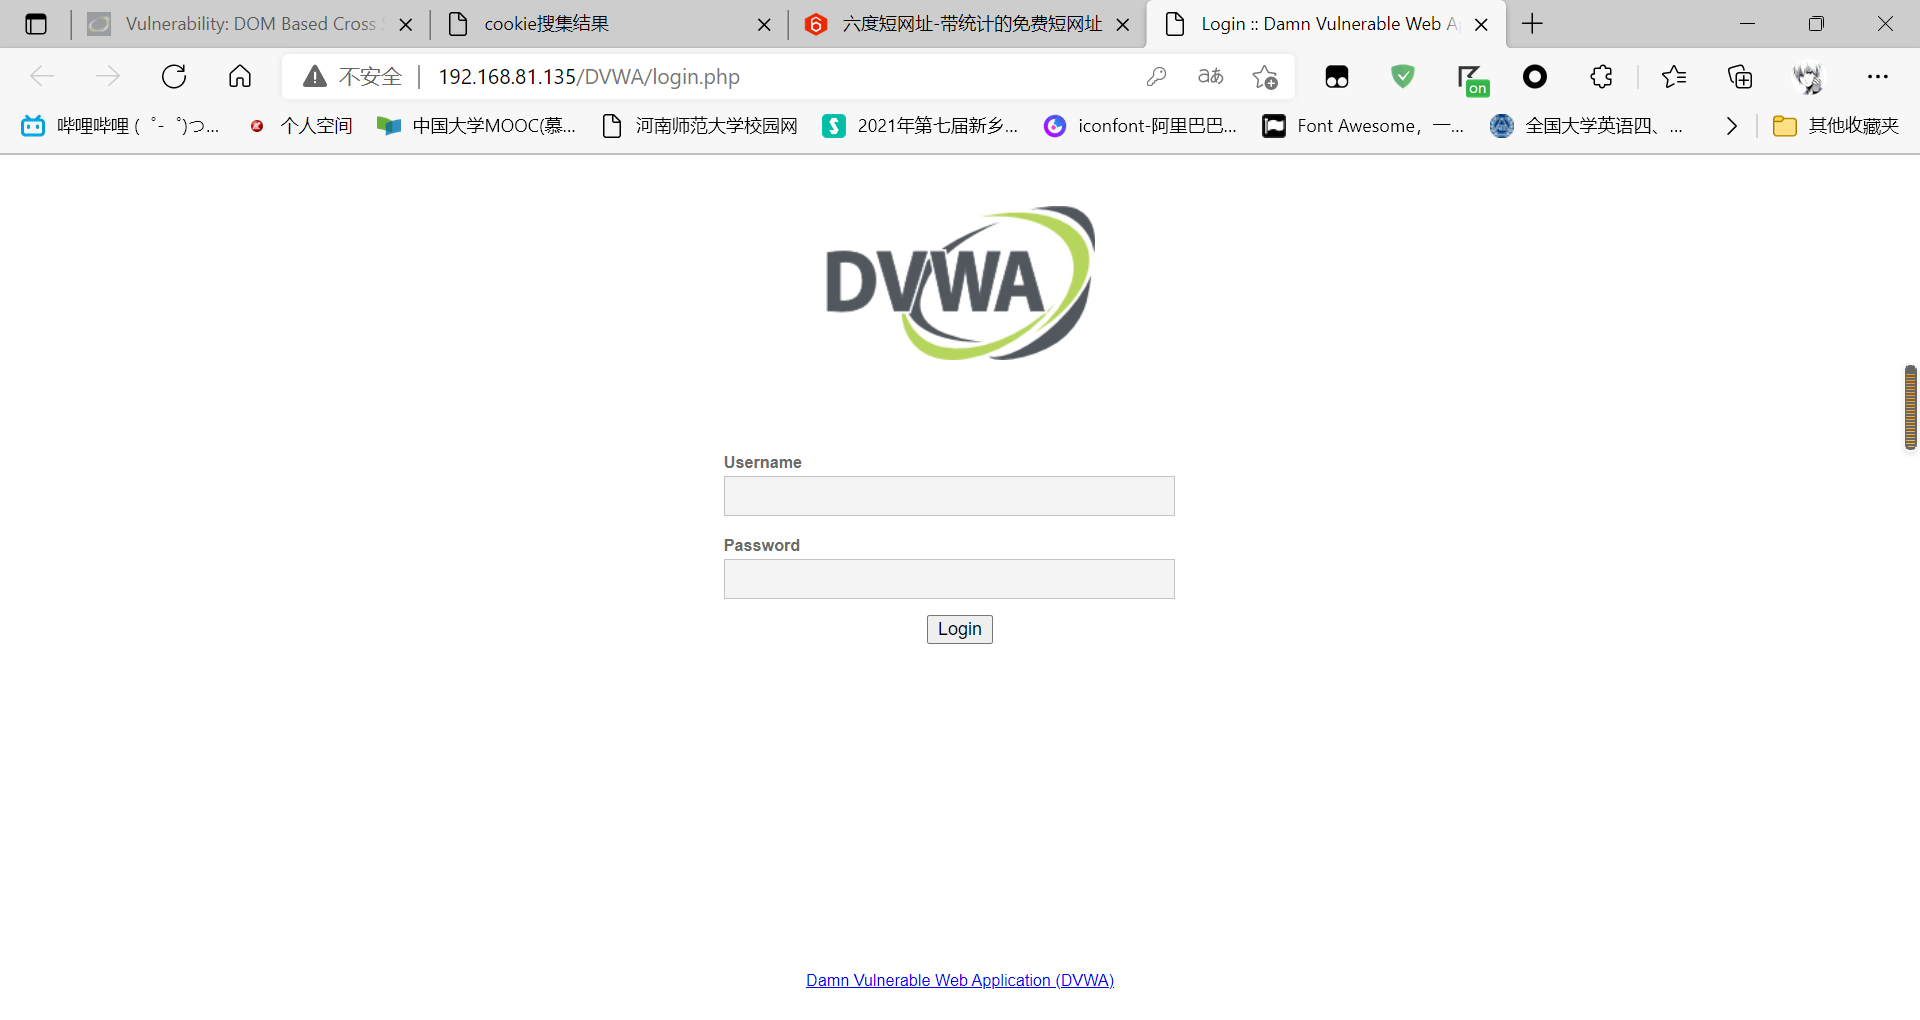 Vulnerability: DOM Based Cross S
cookie搜集结果
六度短网址-带统计的免费短网址
Login :: Damn Vulnerable Web A
不安全
192.168.81.135/DVWA/login.php
aあ
on
哔哩哔哩 ( ゜- ゜)つ...
个人空间
中国大学MOOC(慕...
河南师范大学校园网
2021年第七届新乡...
iconfont-阿里巴巴...
Font Awesome，一...
全国大学英语四、...
其他收藏夹
DVWA
Username
Password
Login
Damn Vulnerable Web Application (DVWA)